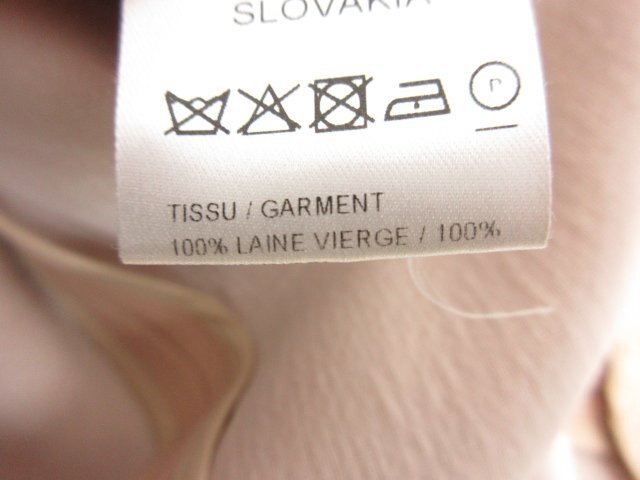 SLOVAKIA
P
TISSU / GARMENT
100% LAINE VIERGE / 100%